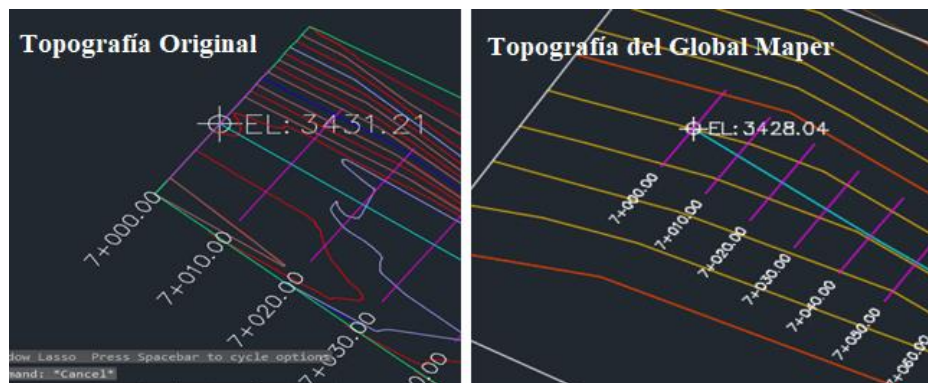 Topografía Original
EL: 3431.21
7+000.00
7+010.00
7+020.00
7+030.00
dow Lasso Press Spacebar to cycle options
mand: *Cancel*
Topografía del Global Maper
EL: 3428.04
7+000.00
7+010.00
7+020.00
7+030.00
7+040.00
7+050.00
7+060.00